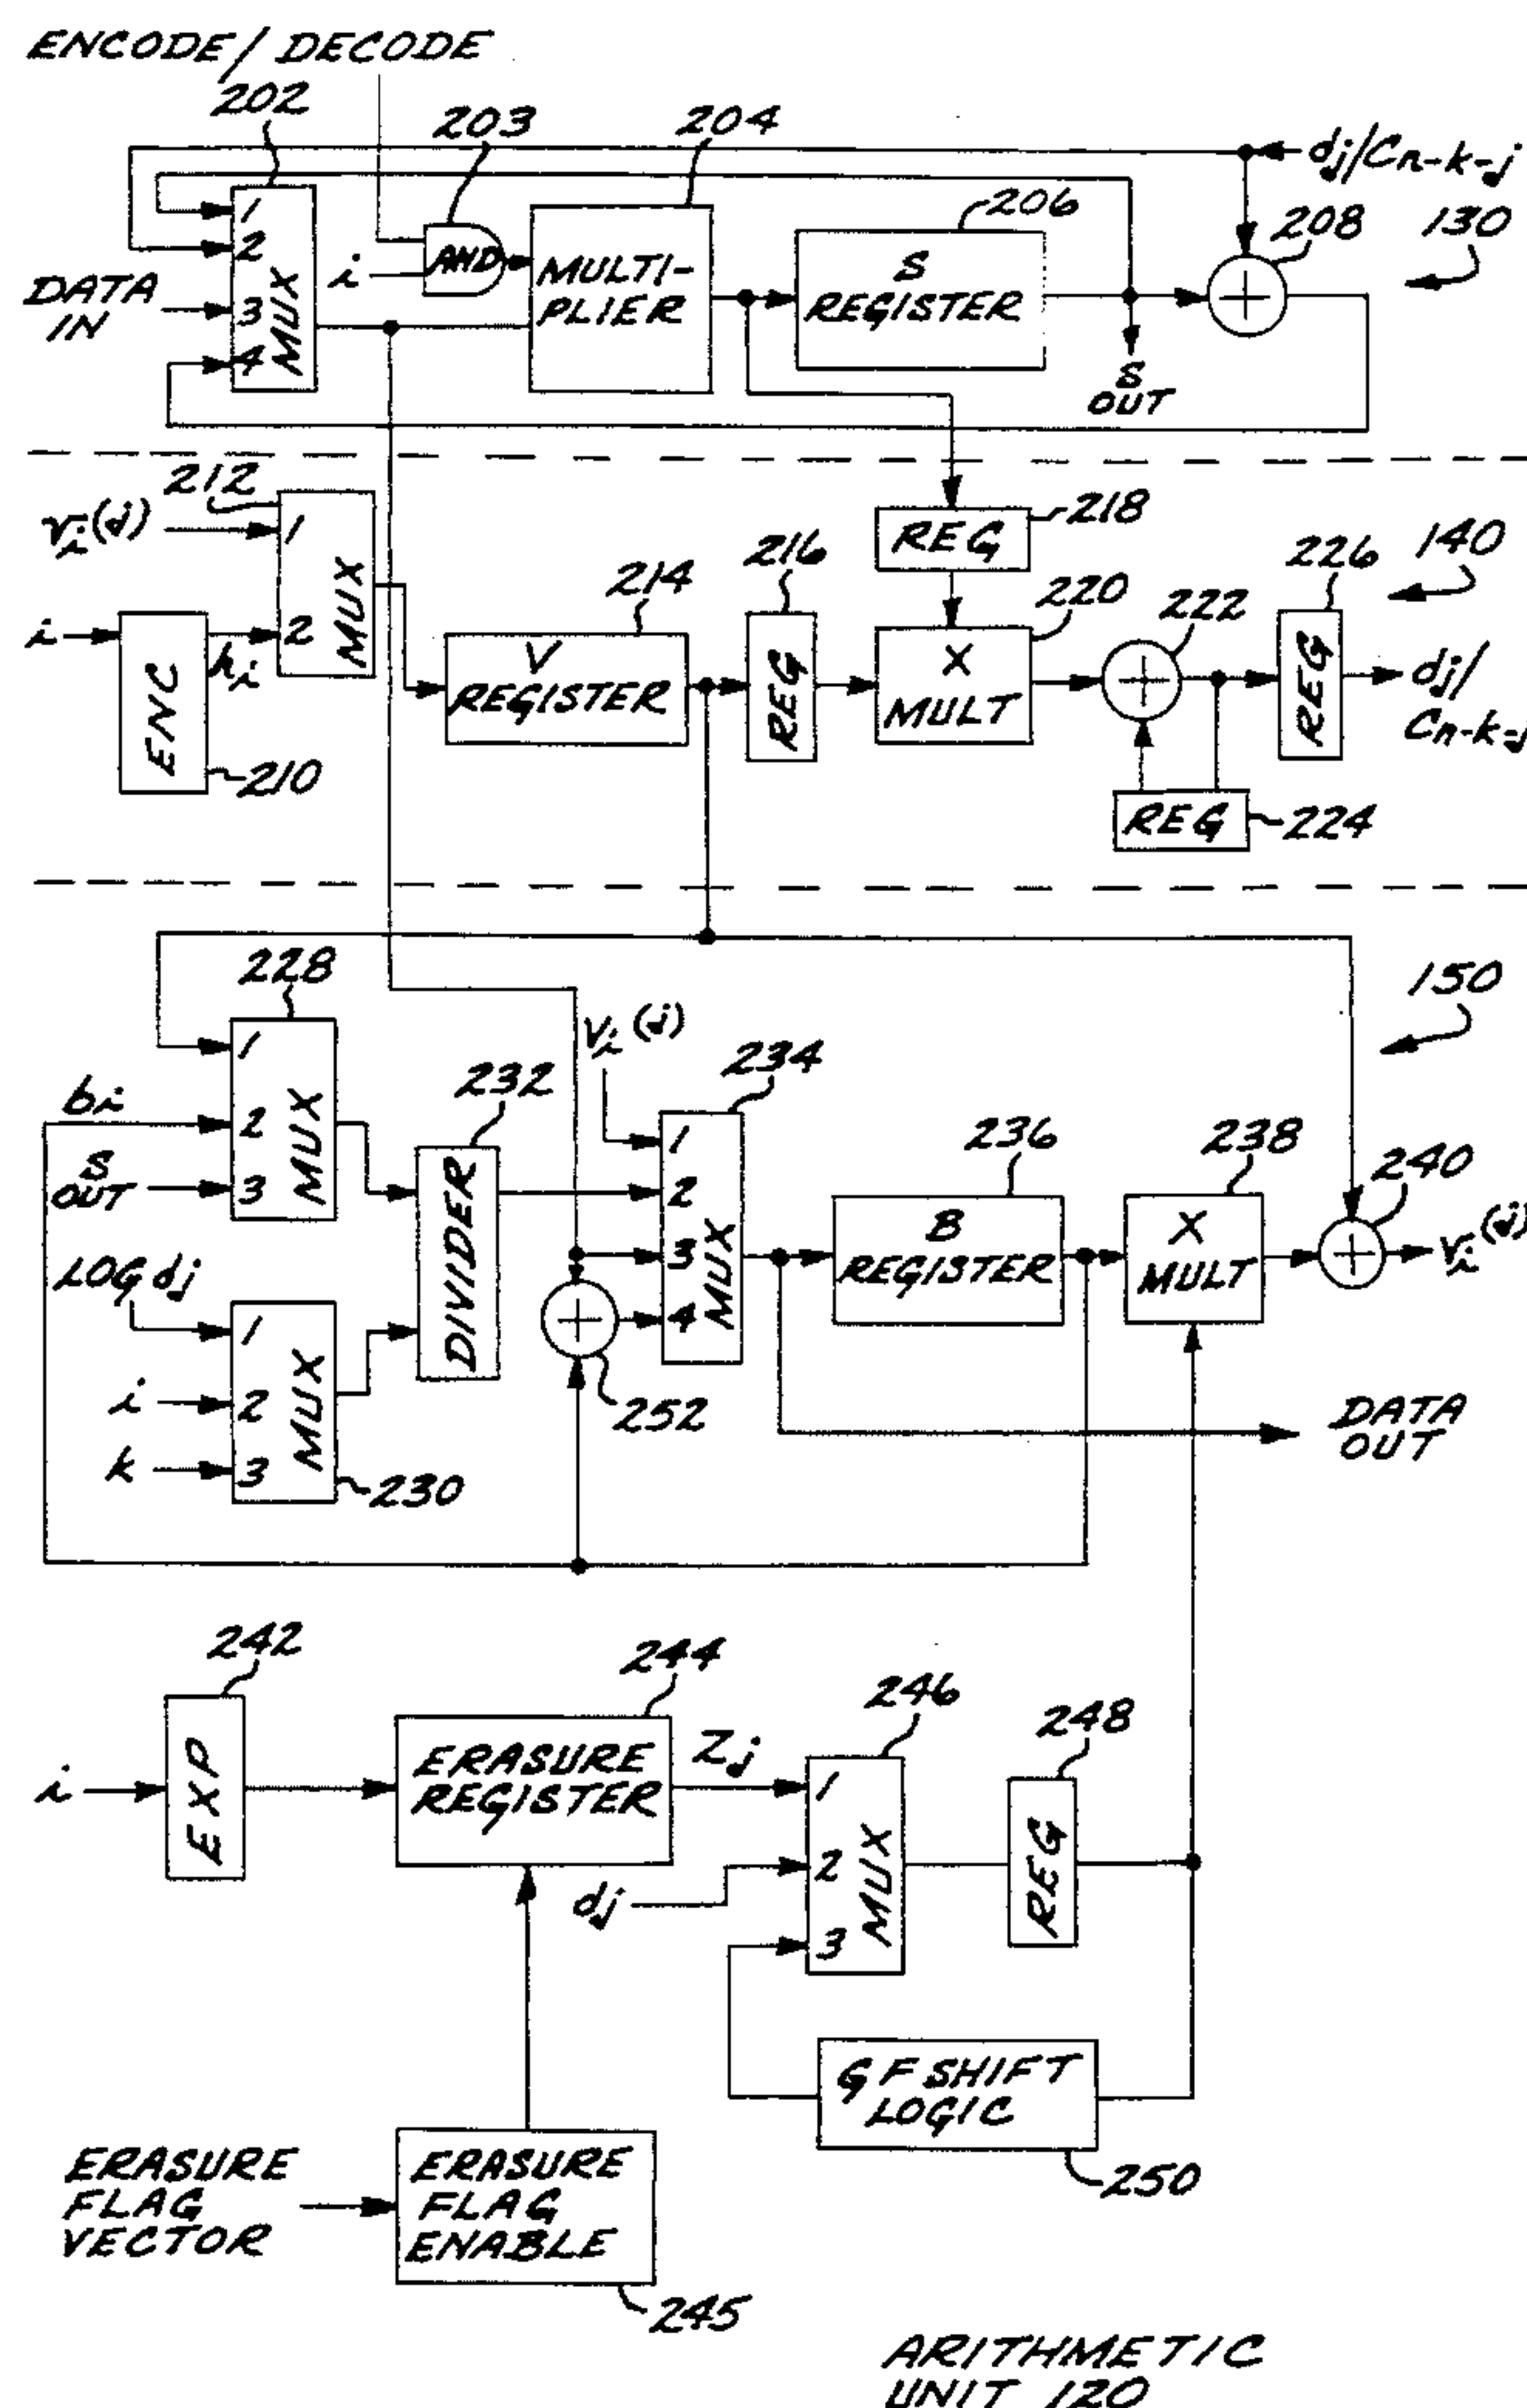 ENCODE/DECODE
202
203
204
dj/Cn-k-j
206
208
130
1
2
3
4
MUX
DATA
IN
i
AND
MULTI-
PLIER
S
REGISTER
S
OUT
212
vi(j)
1
2
MUX
i
ENC
ki
210
214
V
REGISTER
216
REG
REG
218
220
X
MULT
222
226
140
REG
dj/
Cn-k-j
REG
224
228
150
1
bi
2
S
OUT
3
MUX
232
DIVIDER
vi(j)
234
1
2
3
4
MUX
236
B
REGISTER
238
X
MULT
240
vi(j)
LOG dj
1
i
2
k
3
MUX
230
252
DATA
OUT
242
i
EXP
244
ERASURE
REGISTER
Zj
246
1
2
3
MUX
dj
248
REG
GF SHIFT
LOGIC
250
ERASURE
FLAG
VECTOR
ERASURE
FLAG
ENABLE
245
ARITHMETIC
UNIT 120